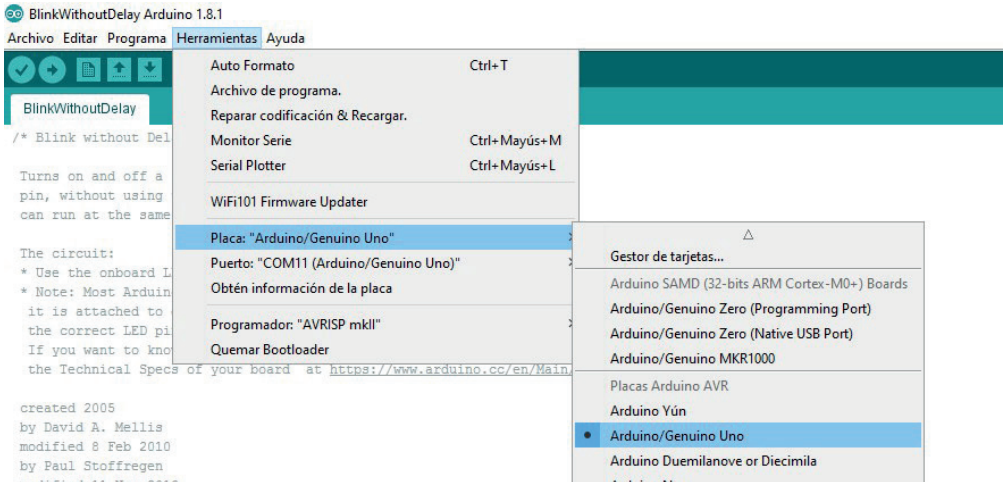 BlinkWithoutDelay Arduino 1.8.1
Archivo Editar Programa Herramientas Ayuda
BlinkWithoutDelay
Auto Formato Ctrl+T
Archivo de programa.
Reparar codificación & Recargar.
Monitor Serie Ctrl+Mayús+M
Serial Plotter Ctrl+Mayús+L
WiFi101 Firmware Updater
Placa: "Arduino/Genuino Uno"
Puerto: "COM11 (Arduino/Genuino Uno)"
Obtén información de la placa
Programador: "AVRISP mkII"
Quemar Bootloader
Gestor de tarjetas...
Arduino SAMD (32-bits ARM Cortex-M0+) Boards
Arduino/Genuino Zero (Programming Port)
Arduino/Genuino Zero (Native USB Port)
Arduino/Genuino MKR1000
Placas Arduino AVR
Arduino Yún
Arduino/Genuino Uno
Arduino Duemilanove or Diecimila
/* Blink without Del
Turns on and off a
pin, without using
can run at the same
The circuit:
* Use the onboard L
* Note: Most Arduin
it is attached to
the correct LED pi
If you want to kno
the Technical Specs of your board at https://www.arduino.cc/en/Main/
created 2005
by David A. Mellis
modified 8 Feb 2010
by Paul Stoffregen